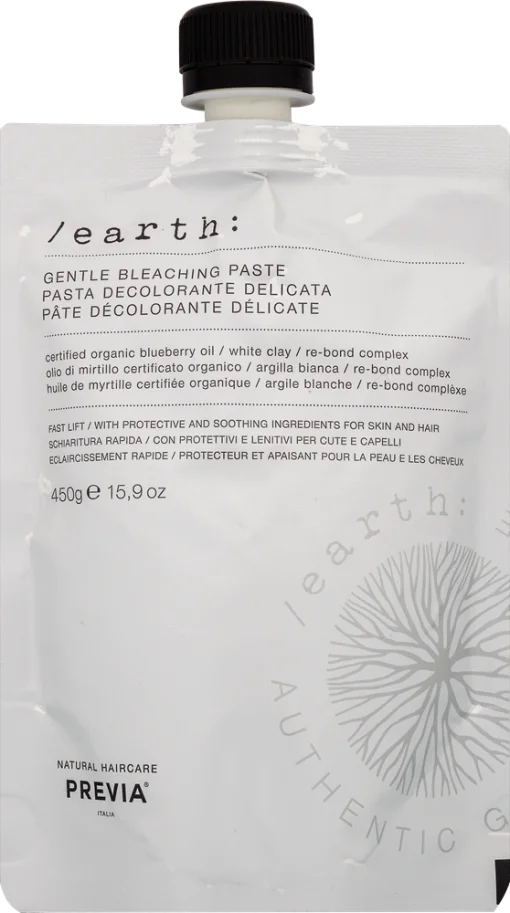 /earth:
GENTLE BLEACHING PASTE
PASTA DECOLORANTE DELICATA
PÂTE DÉCOLORANTE DÉLICATE
certified organic blueberry oil / white clay / re-bond complex
olio di mirtillo certificato organico / argilla bianca / re-bond complex
huile de myrtille certifiée organique / argile blanche / re-bond complèxe
FAST LIFT / WITH PROTECTIVE AND SOOTHING INGREDIENTS FOR SKIN AND HAIR
SCHIARITURA RAPIDA / CON PROTETTIVI E LENITIVI PER CUTE E CAPELLI
ECLAIRCISSEMENT RAPIDE / PROTECTEUR ET APAISANT POUR LA PEAU E LES CHEVEUX
450g e 15,9 oz
/earth:
AUTHENTIC G
NATURAL HAIRCARE
PREVIA®
ITALIA